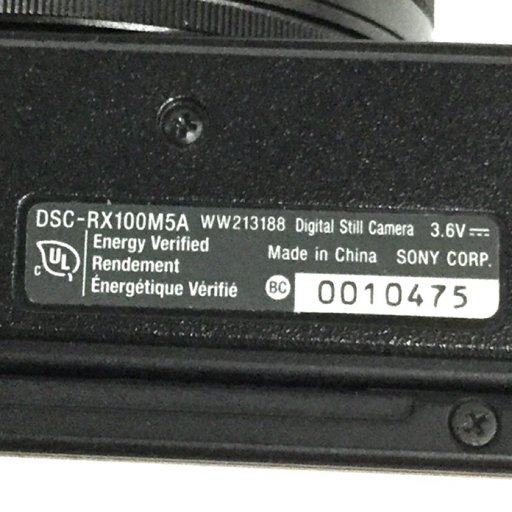 DSC-RX100M5A WW213188 Digital Still Camera 3.6V⎓
C UL Energy Verified
Rendement
Énergétique Vérifié
Made in China SONY CORP.
BC 0010475